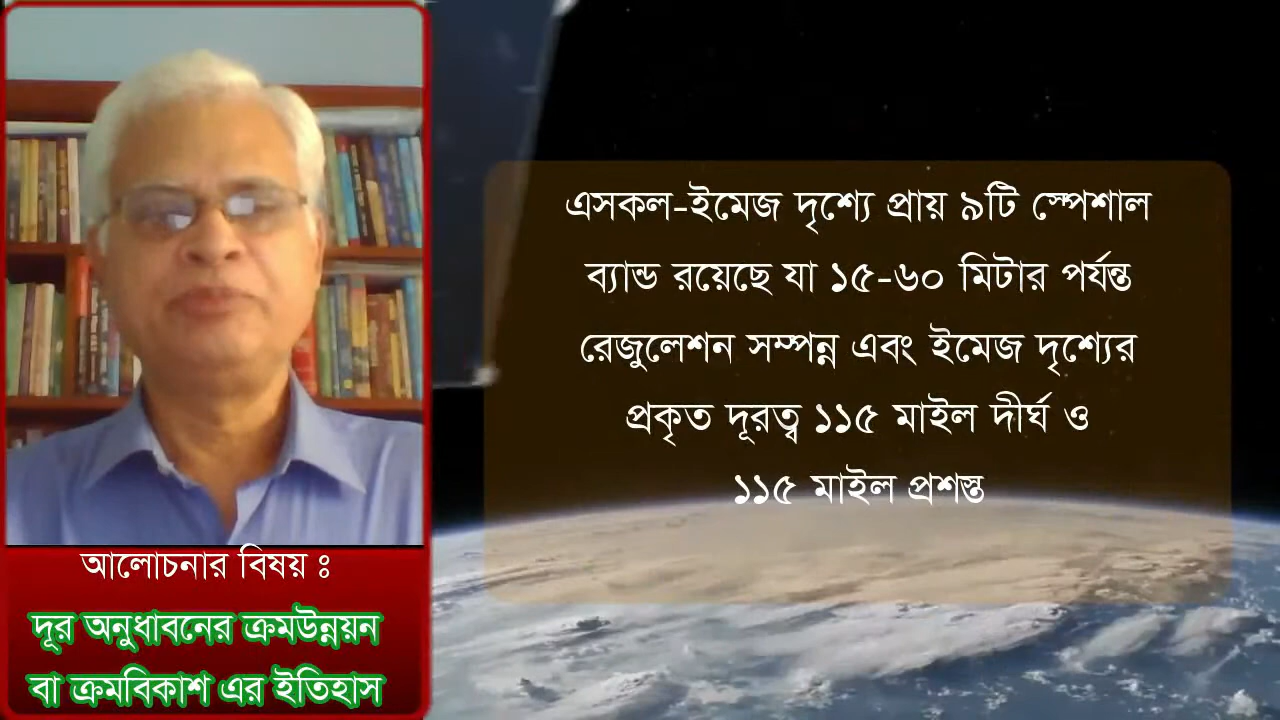 এসকল-ইমেজ দৃশ্যে প্রায় ৯টি স্পেশাল
ব্যান্ড রয়েছে যা ১৫-৬০ মিটার পর্যন্ত
রেজুলেশন সম্পন্ন এবং ইমেজ দৃশ্যের
প্রকৃত দূরত্ব ১১৫ মাইল দীর্ঘ ও
১১৫ মাইল প্রশস্ত
আলোচনার বিষয় ঃ
দূর অনুধাবনের ক্রমউন্নয়ন
বা ক্রমবিকাশ এর ইতিহাস